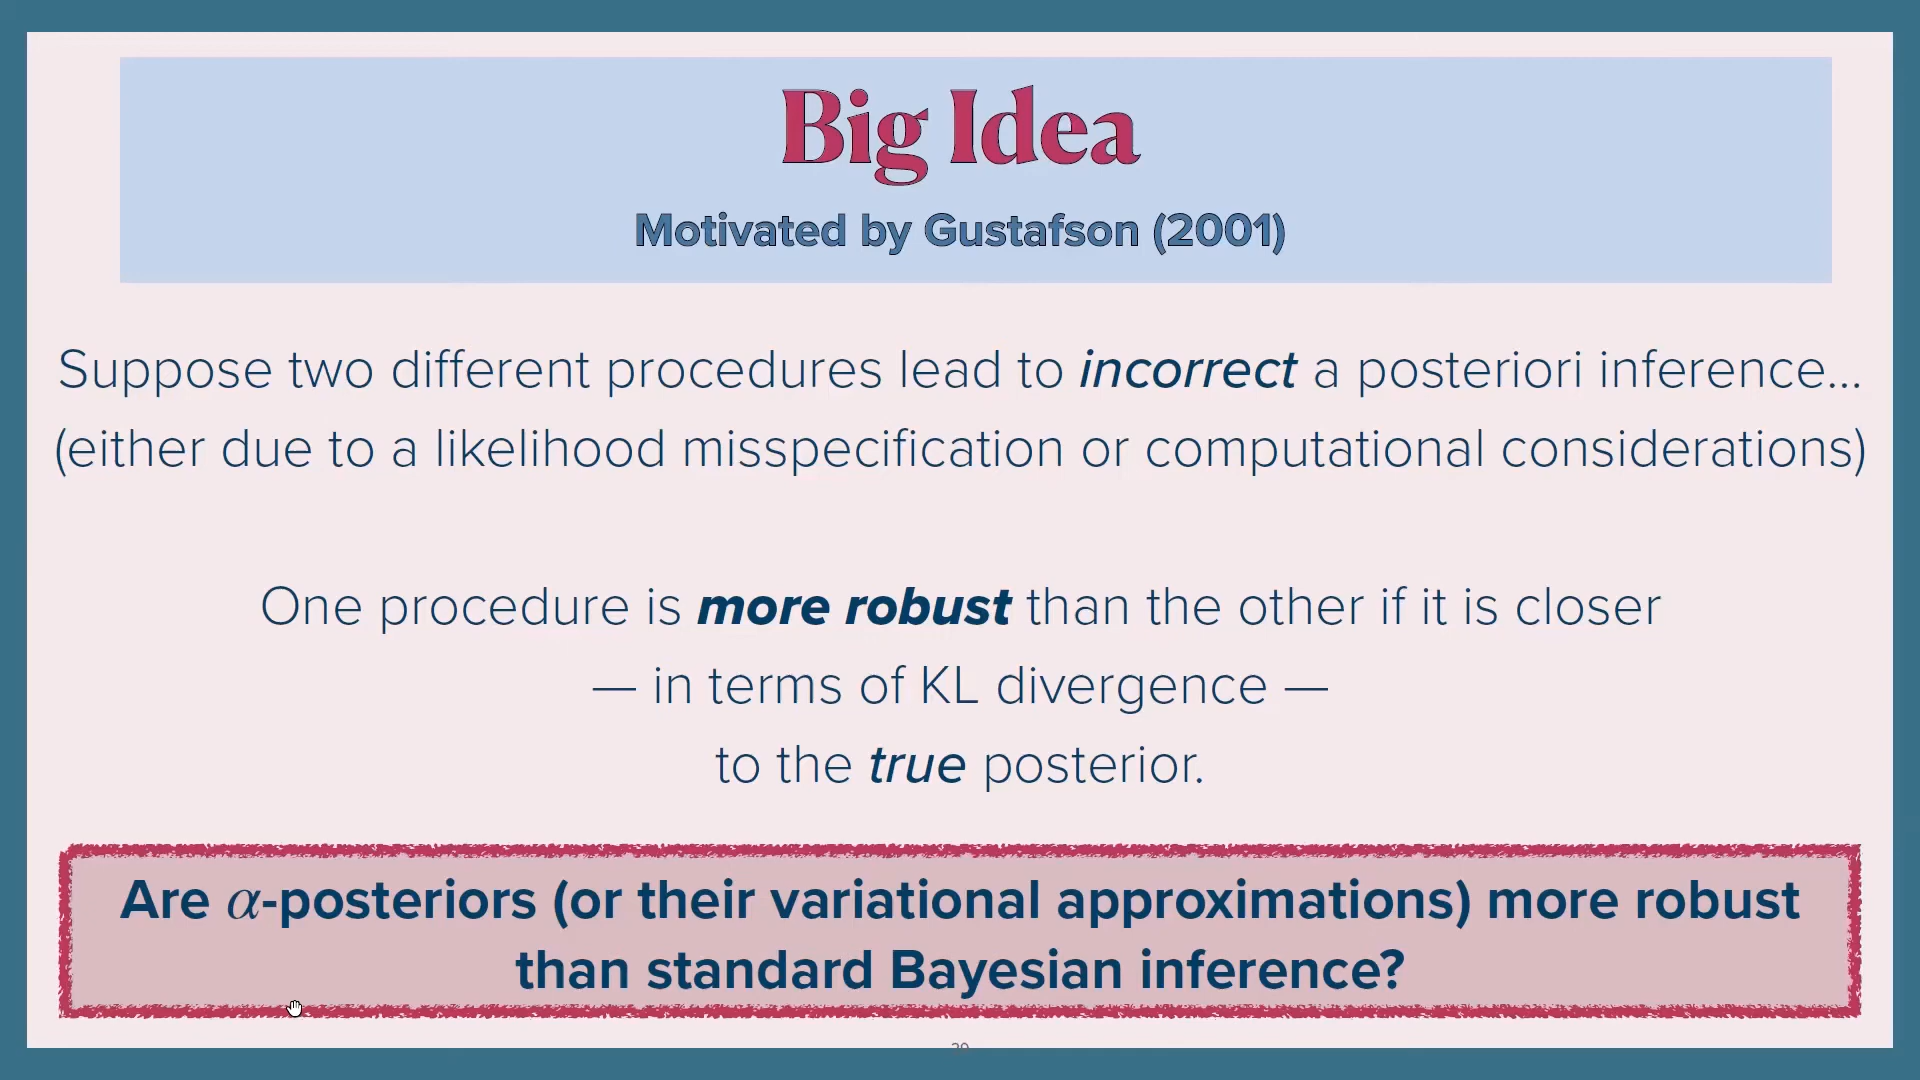 Big Idea
Motivated by Gustafson (2001)
Suppose two different procedures lead to incorrect a posteriori inference...
(either due to a likelihood misspecification or computational considerations)
One procedure is more robust than the other if it is closer
— in terms of KL divergence —
to the true posterior.
Are α-posteriors (or their variational approximations) more robust
than standard Bayesian inference?